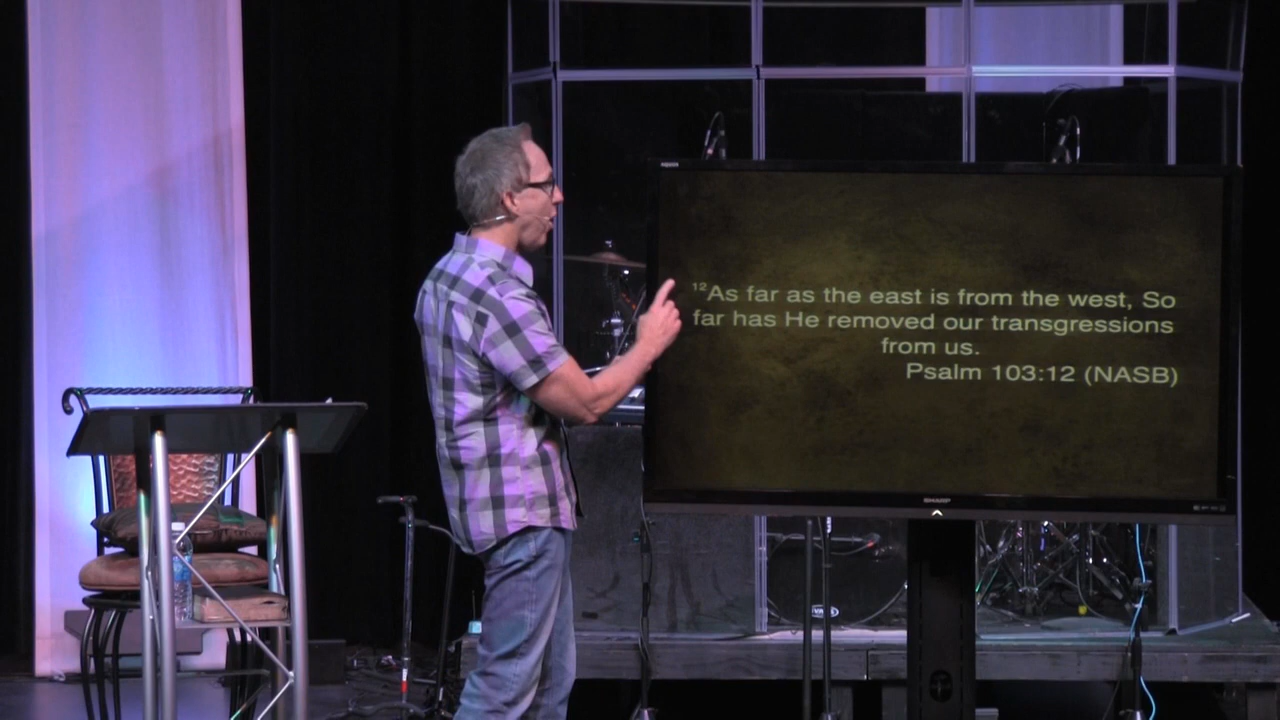 ¹²As far as the east is from the west, So
far has He removed our transgressions
from us.
Psalm 103:12 (NASB)
SHARP